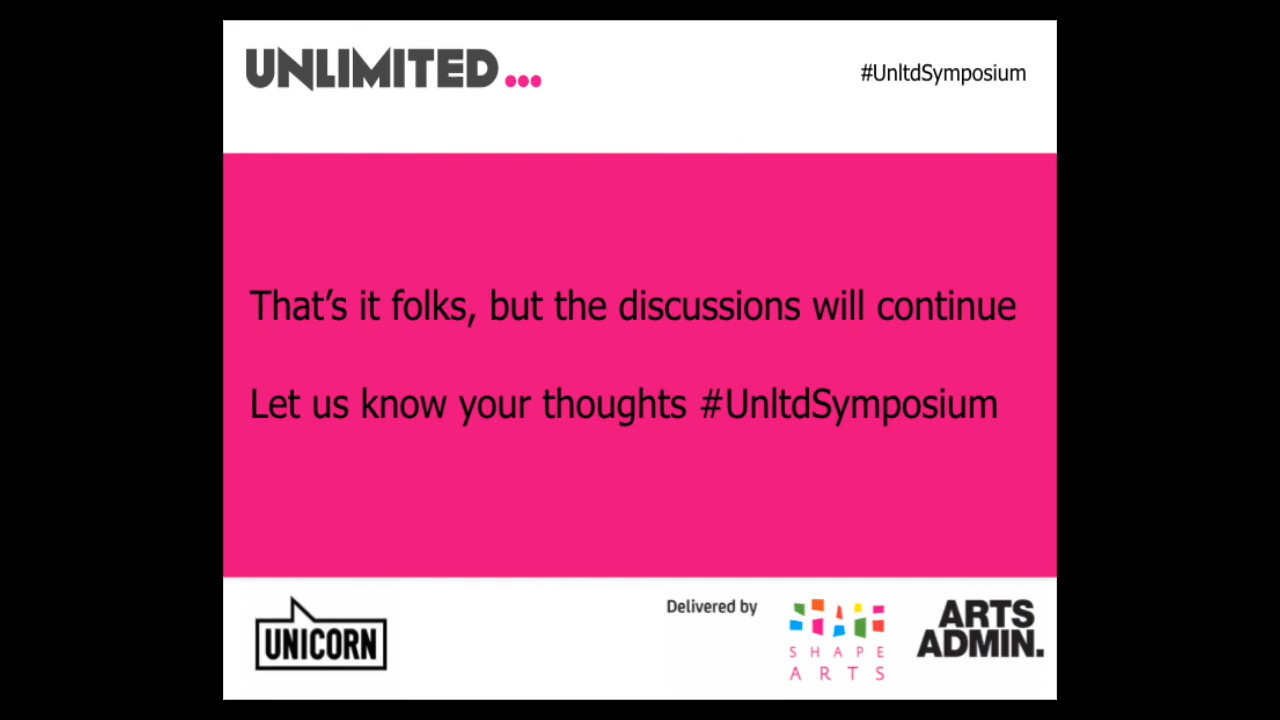 UNLIMITED...
#UnltdSymposium
That's it folks, but the discussions will continue
Let us know your thoughts #UnltdSymposium
UNICORN
Delivered by
SHAPE
ARTS
ARTS
ADMIN.